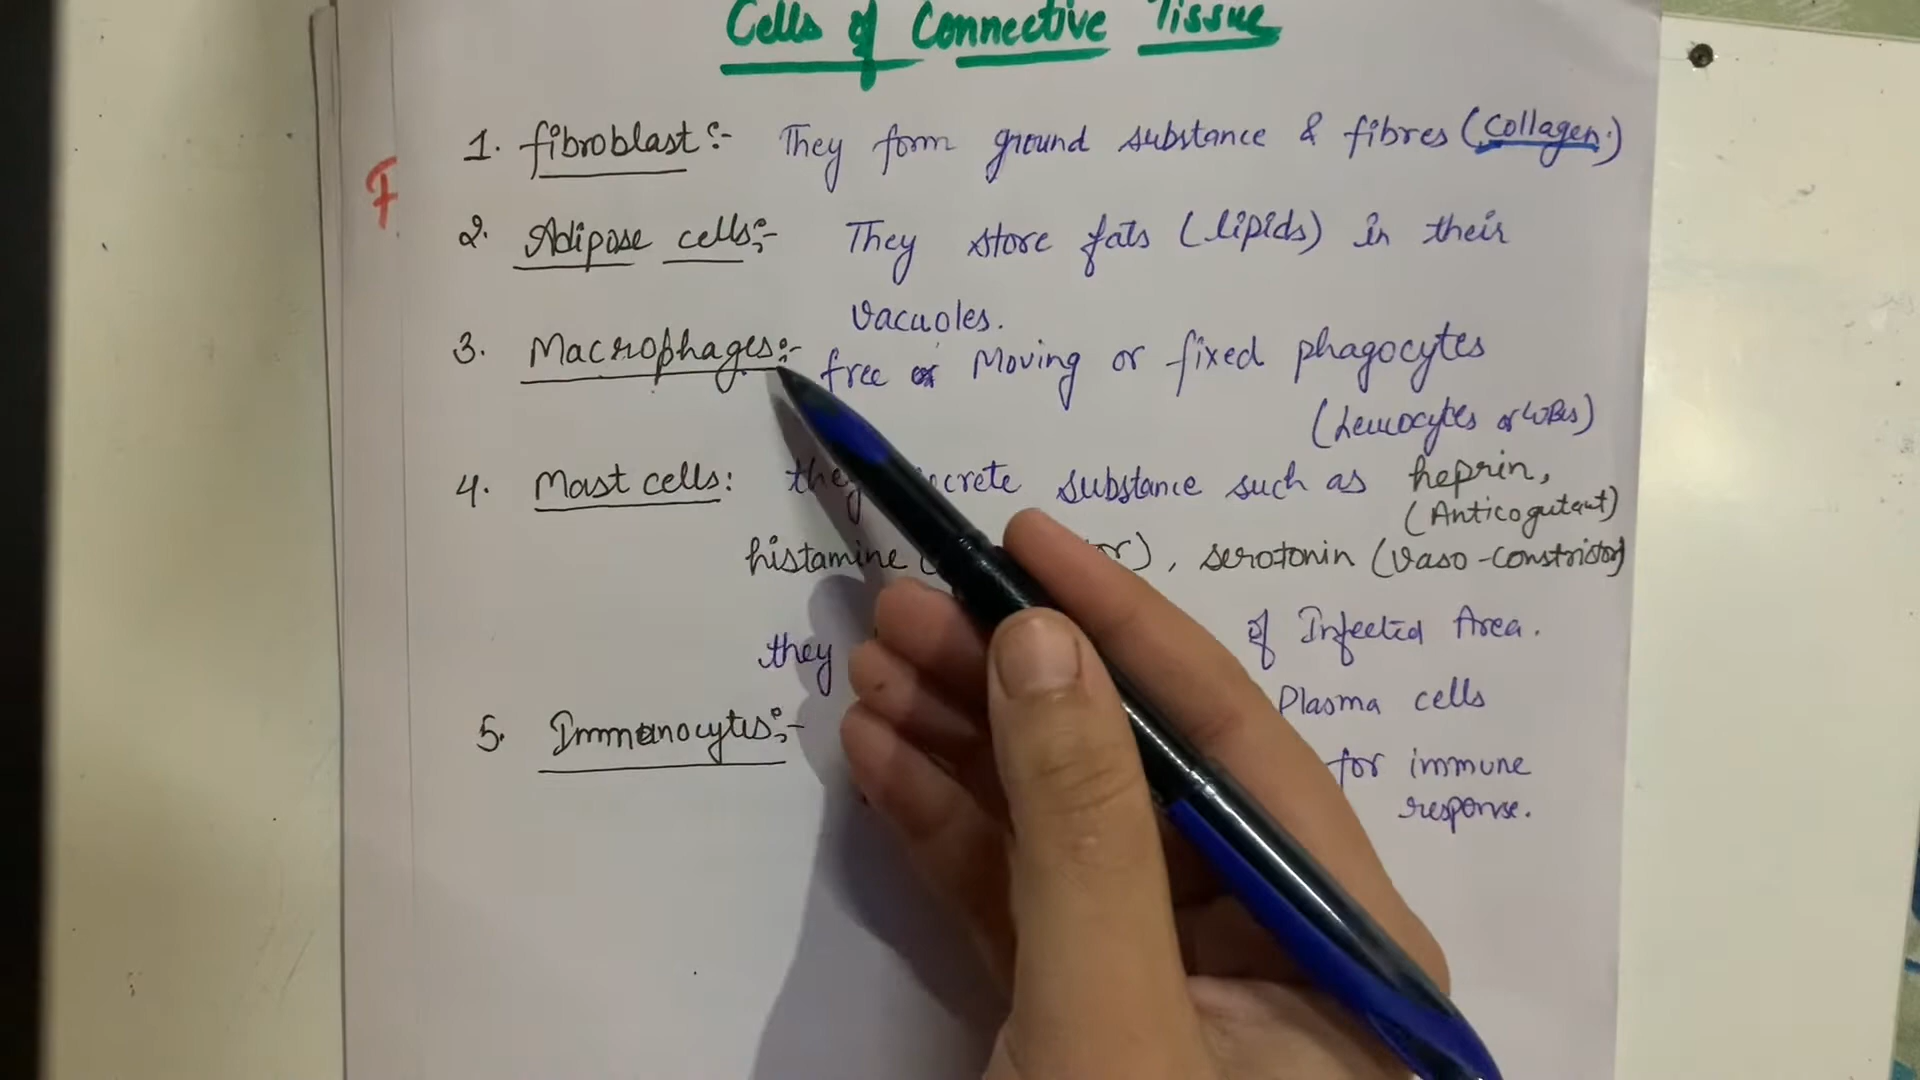 Cells of Connective Tissue
1. fibroblast :- They form ground substance & fibres (collagen.)
F
2. Adipose cells:- They store fats (lipids) in their
vacuoles.
3. Macrophages:- free or Moving or fixed phagocytes
(Leucocytes or WBCs)
4. Mast cells: they substance such as heprin,
(Anticogutant)
histamine ( ), serotonin (vaso-constrictor)
they of Infected Area.
Plasma cells
5. Immunocytes:-
for immune
response.